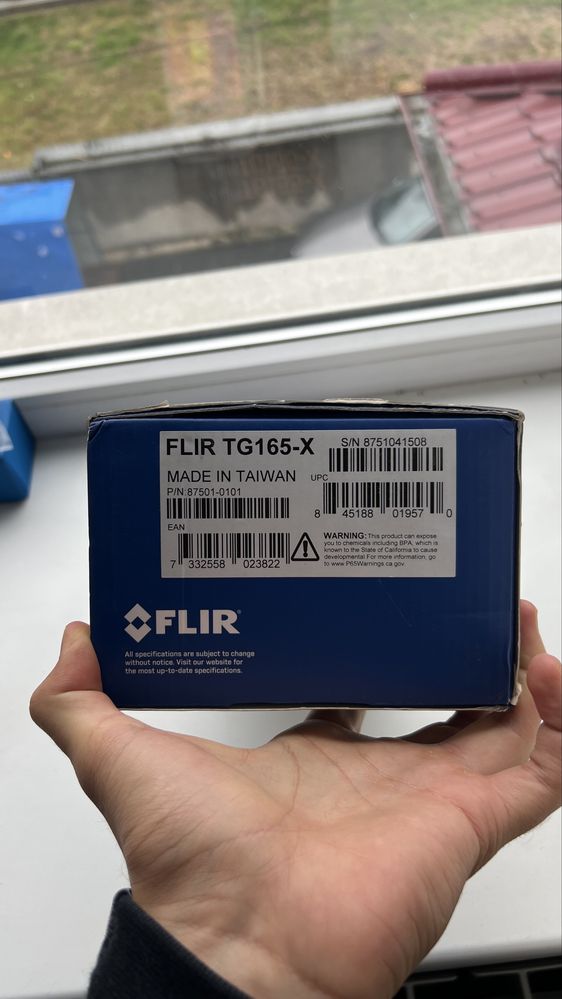 FLIR TG165-X
S/N 8751041508
MADE IN TAIWAN
P/N:87501-0101
UPC
8 45188 01957 0
EAN
7 332558 023822
WARNING: This product can expose
you to chemicals including BPA, which is
known to the State of California to cause
developmental For more information, go
to www.P65Warnings.ca.gov.
FLIR®
All specifications are subject to change
without notice. Visit our website for
the most up-to-date specifications.